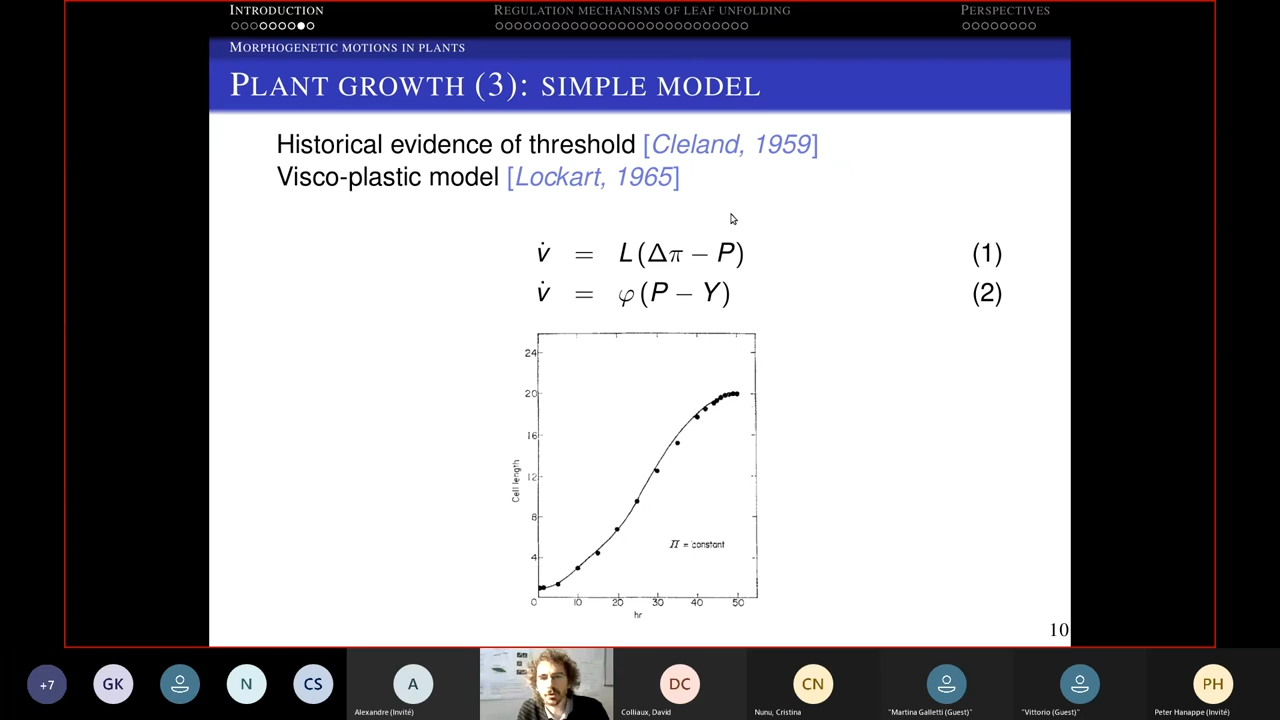 INTRODUCTION
REGULATION MECHANISMS OF LEAF UNFOLDING
PERSPECTIVES
MORPHOGENETIC MOTIONS IN PLANTS
PLANT GROWTH (3): SIMPLE MODEL
Historical evidence of threshold [Cleland, 1959]
Visco-plastic model [Lockart, 1965]
v̇ = L(Δπ − P) (1)
v̇ = φ(P − Y) (2)
24
20
16
12
8
4
Cell length
Π = constant
0 10 20 30 40 50
hr
10
+7
GK
N
CS
A
DC
CN
PH
Alexandre (Invité)
Colliaux, David
Nunu, Cristina
"Martina Galletti (Guest)"
"Vittorio (Guest)"
Peter Hanappe (Invité)